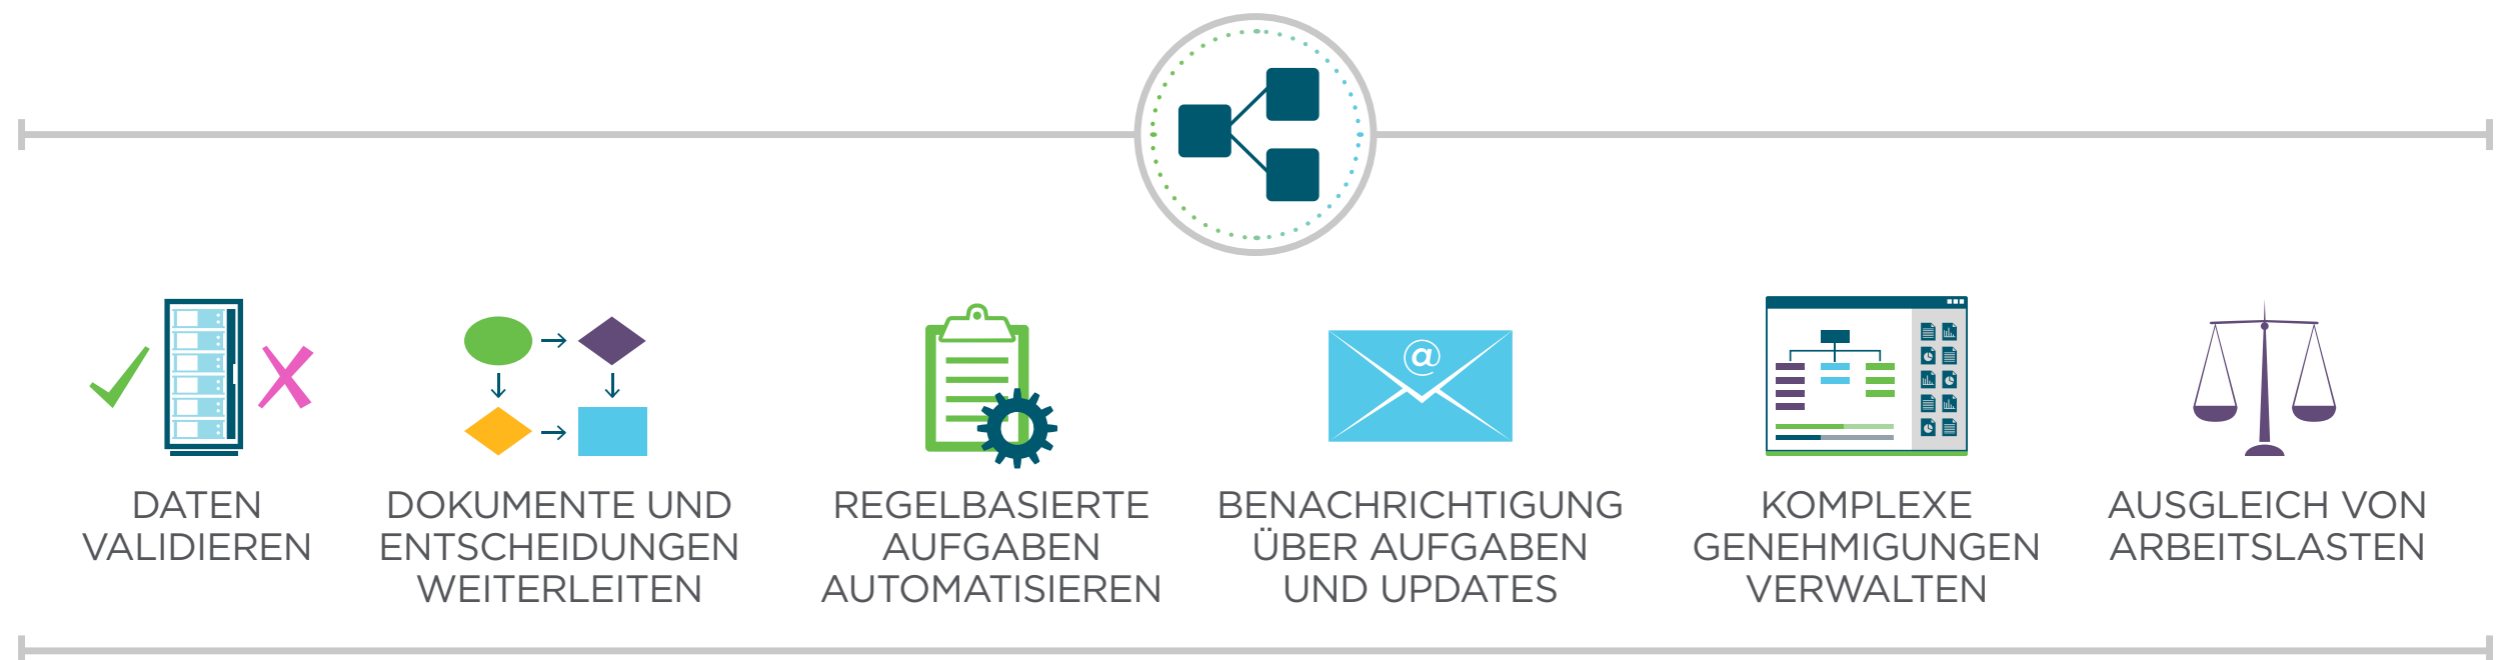 DATEN
VALIDIEREN
DOKUMENTE UND
ENTSCHEIDUNGEN
WEITERLEITEN
REGELBASIERTE
AUFGABEN
AUTOMATISIEREN
@
BENACHRICHTIGUNG
ÜBER AUFGABEN
UND UPDATES
KOMPLEXE
GENEHMIGUNGEN
VERWALTEN
AUSGLEICH VON
ARBEITSLASTEN